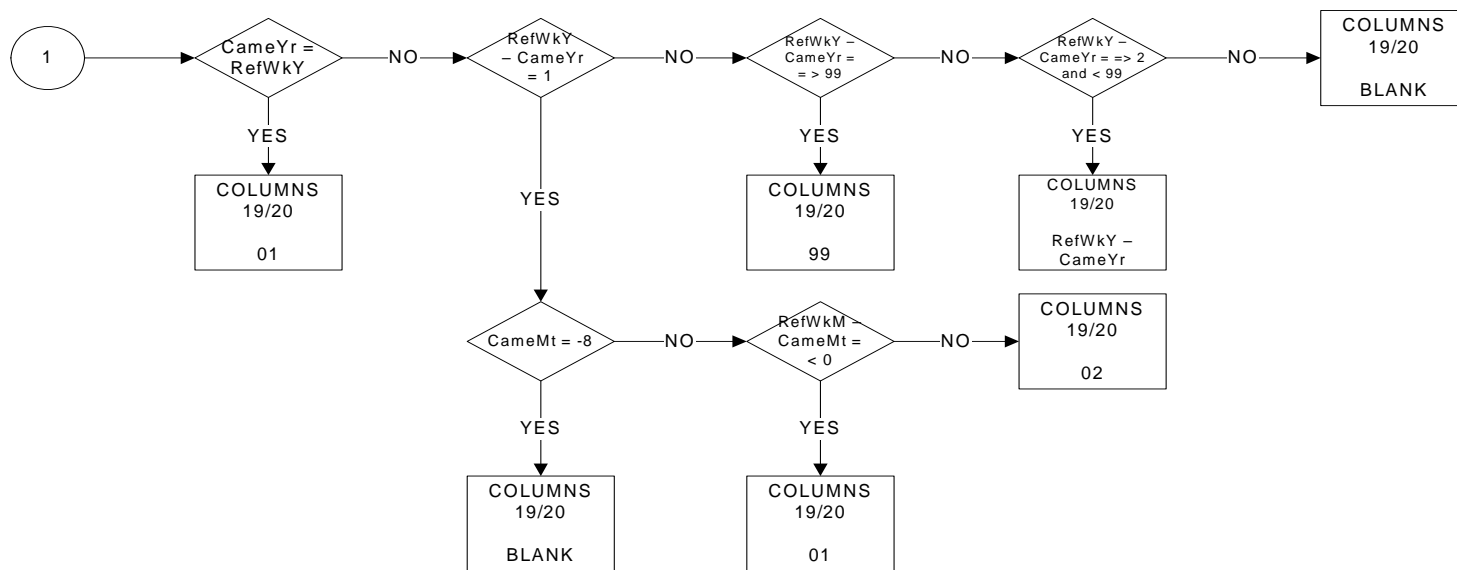 1
CameYr =
RefWkY
NO
RefWkY
– CameYr
= 1
NO
RefWkY –
CameYr =
= > 99
NO
RefWkY –
CameYr = => 2
and < 99
NO
COLUMNS
19/20
BLANK
YES
COLUMNS
19/20
01
YES
YES
COLUMNS
19/20
99
YES
COLUMNS
19/20
RefWkY –
CameYr
CameMt = -8
NO
RefWkM –
CameMt =
< 0
NO
COLUMNS
19/20
02
YES
COLUMNS
19/20
BLANK
YES
COLUMNS
19/20
01